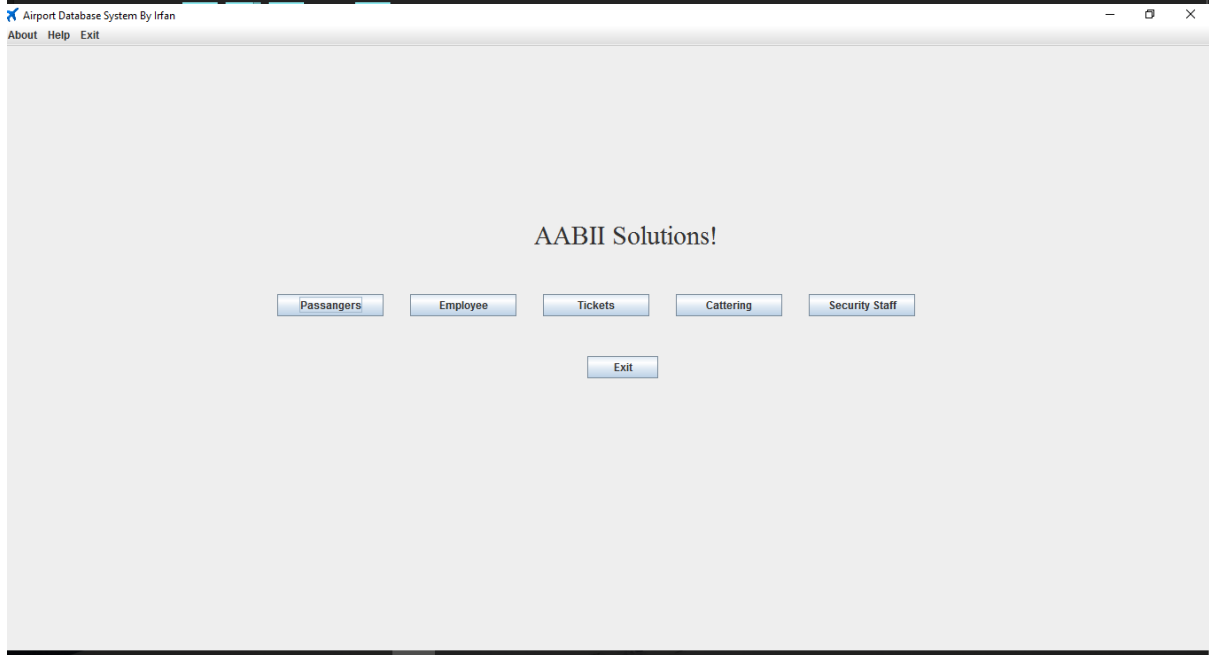 Airport Database System By Irfan
About Help Exit
AABII Solutions!
Passangers Employee Tickets Cattering Security Staff
Exit